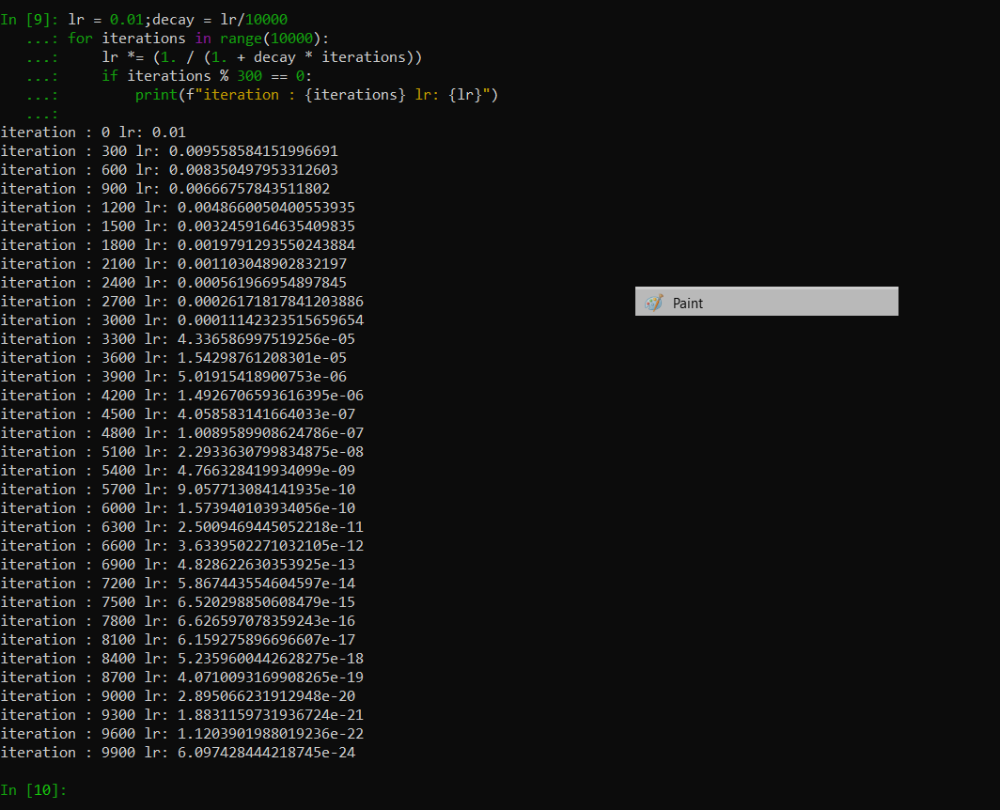 In [9]: lr = 0.01;decay = lr/10000
...: for iterations in range(10000):
...:     lr *= (1. / (1. + decay * iterations))
...:     if iterations % 300 == 0:
...:         print(f"iteration : {iterations} lr: {lr}")
...:
iteration : 0 lr: 0.01
iteration : 300 lr: 0.009558584151996691
iteration : 600 lr: 0.008350497953312603
iteration : 900 lr: 0.00666757843511802
iteration : 1200 lr: 0.0048660050400553935
iteration : 1500 lr: 0.0032459164635409835
iteration : 1800 lr: 0.0019791293550243884
iteration : 2100 lr: 0.001103048902832197
iteration : 2400 lr: 0.000561966954897845
iteration : 2700 lr: 0.00026171817841203886
iteration : 3000 lr: 0.00011142323515659654
iteration : 3300 lr: 4.336586997519256e-05
iteration : 3600 lr: 1.54298761208301e-05
iteration : 3900 lr: 5.01915418900753e-06
iteration : 4200 lr: 1.4926706593616395e-06
iteration : 4500 lr: 4.058583141664033e-07
iteration : 4800 lr: 1.0089589908624786e-07
iteration : 5100 lr: 2.2933630799834875e-08
iteration : 5400 lr: 4.766328419934099e-09
iteration : 5700 lr: 9.057713084141935e-10
iteration : 6000 lr: 1.573940103934056e-10
iteration : 6300 lr: 2.5009469445052218e-11
iteration : 6600 lr: 3.6339502271032105e-12
iteration : 6900 lr: 4.828622630353925e-13
iteration : 7200 lr: 5.867443554604597e-14
iteration : 7500 lr: 6.520298850608479e-15
iteration : 7800 lr: 6.626597078359243e-16
iteration : 8100 lr: 6.159275896696607e-17
iteration : 8400 lr: 5.2359600442628275e-18
iteration : 8700 lr: 4.0710093169908265e-19
iteration : 9000 lr: 2.895066231912948e-20
iteration : 9300 lr: 1.8831159731936724e-21
iteration : 9600 lr: 1.1203901988019236e-22
iteration : 9900 lr: 6.097428444218745e-24
In [10]:
Paint